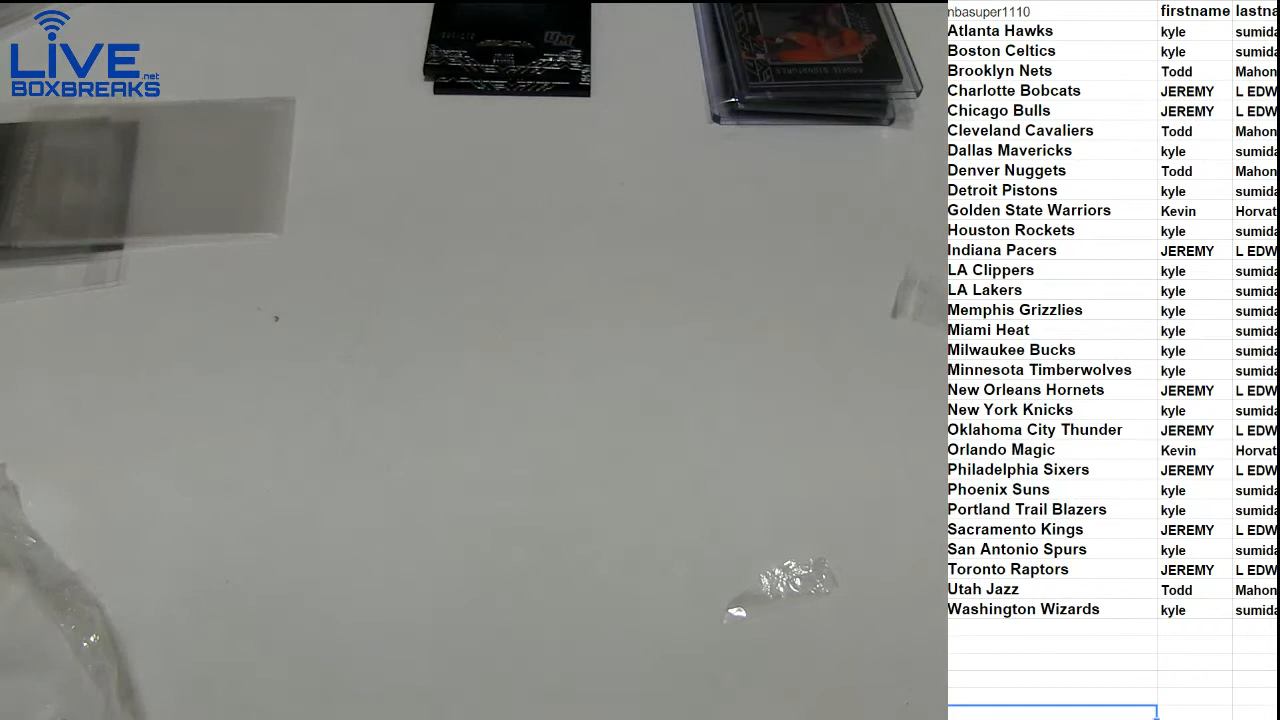 LIVE
.net
BOXBREAKS
ROOKIE SIGNATURES
nbasuper1110 firstname lastna
Atlanta Hawks kyle sumida
Boston Celtics kyle sumida
Brooklyn Nets Todd Mahon
Charlotte Bobcats JEREMY L EDW
Chicago Bulls JEREMY L EDW
Cleveland Cavaliers Todd Mahon
Dallas Mavericks kyle sumida
Denver Nuggets Todd Mahon
Detroit Pistons kyle sumida
Golden State Warriors Kevin Horvat
Houston Rockets kyle sumida
Indiana Pacers JEREMY L EDW
LA Clippers kyle sumida
LA Lakers kyle sumida
Memphis Grizzlies kyle sumida
Miami Heat kyle sumida
Milwaukee Bucks kyle sumida
Minnesota Timberwolves kyle sumida
New Orleans Hornets JEREMY L EDW
New York Knicks kyle sumida
Oklahoma City Thunder JEREMY L EDW
Orlando Magic Kevin Horvat
Philadelphia Sixers JEREMY L EDW
Phoenix Suns kyle sumida
Portland Trail Blazers kyle sumida
Sacramento Kings JEREMY L EDW
San Antonio Spurs kyle sumida
Toronto Raptors JEREMY L EDW
Utah Jazz Todd Mahon
Washington Wizards kyle sumida